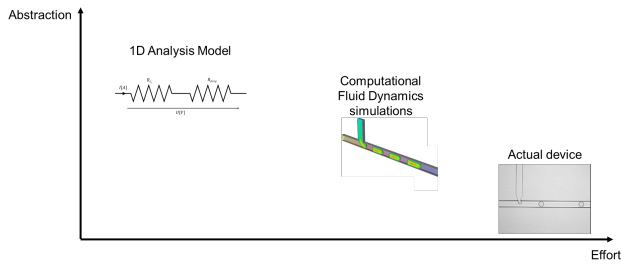 Abstraction
1D Analysis Model
I[A]
U[V]
Computational
Fluid Dynamics
simulations
Actual device
Effort